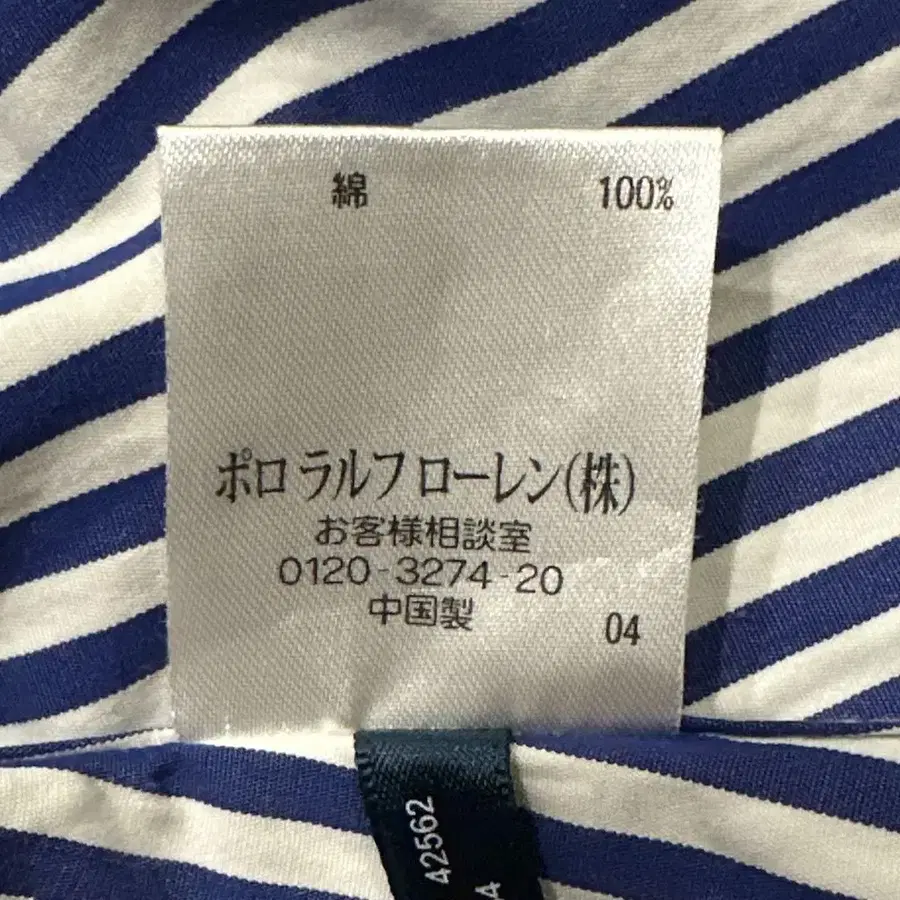 綿 100%
ポロ ラルフ ローレン(株)
お客様相談室
0120-3274-20
中国製
04
42562
4